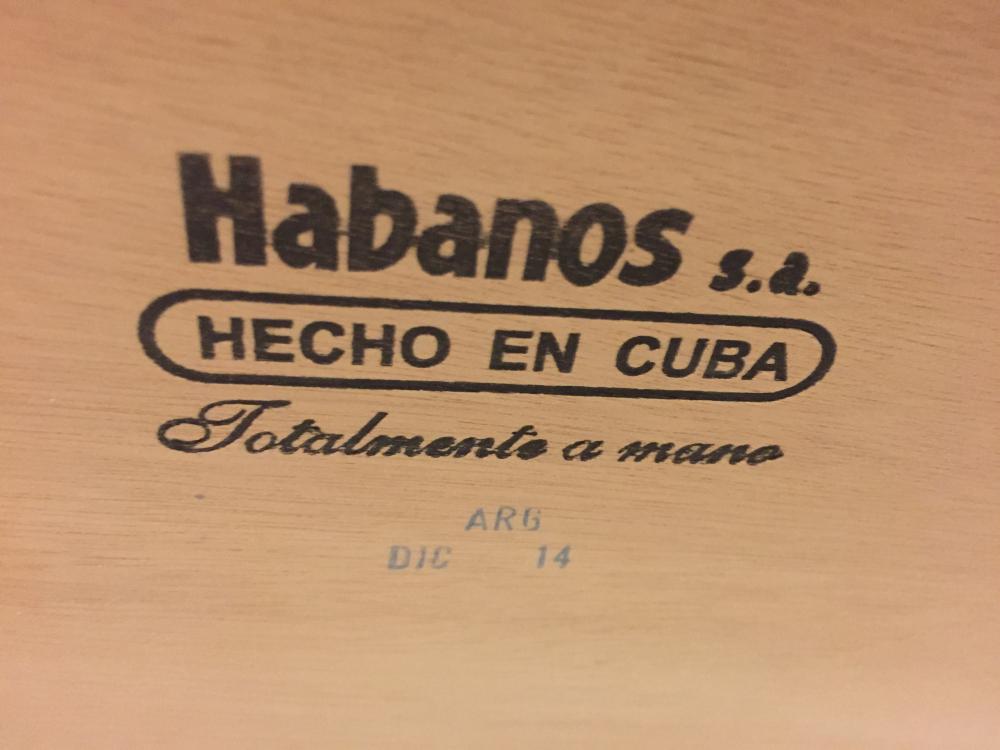 Habanos s.a.
HECHO EN CUBA
Totalmente a mano
ARG
DIC 14